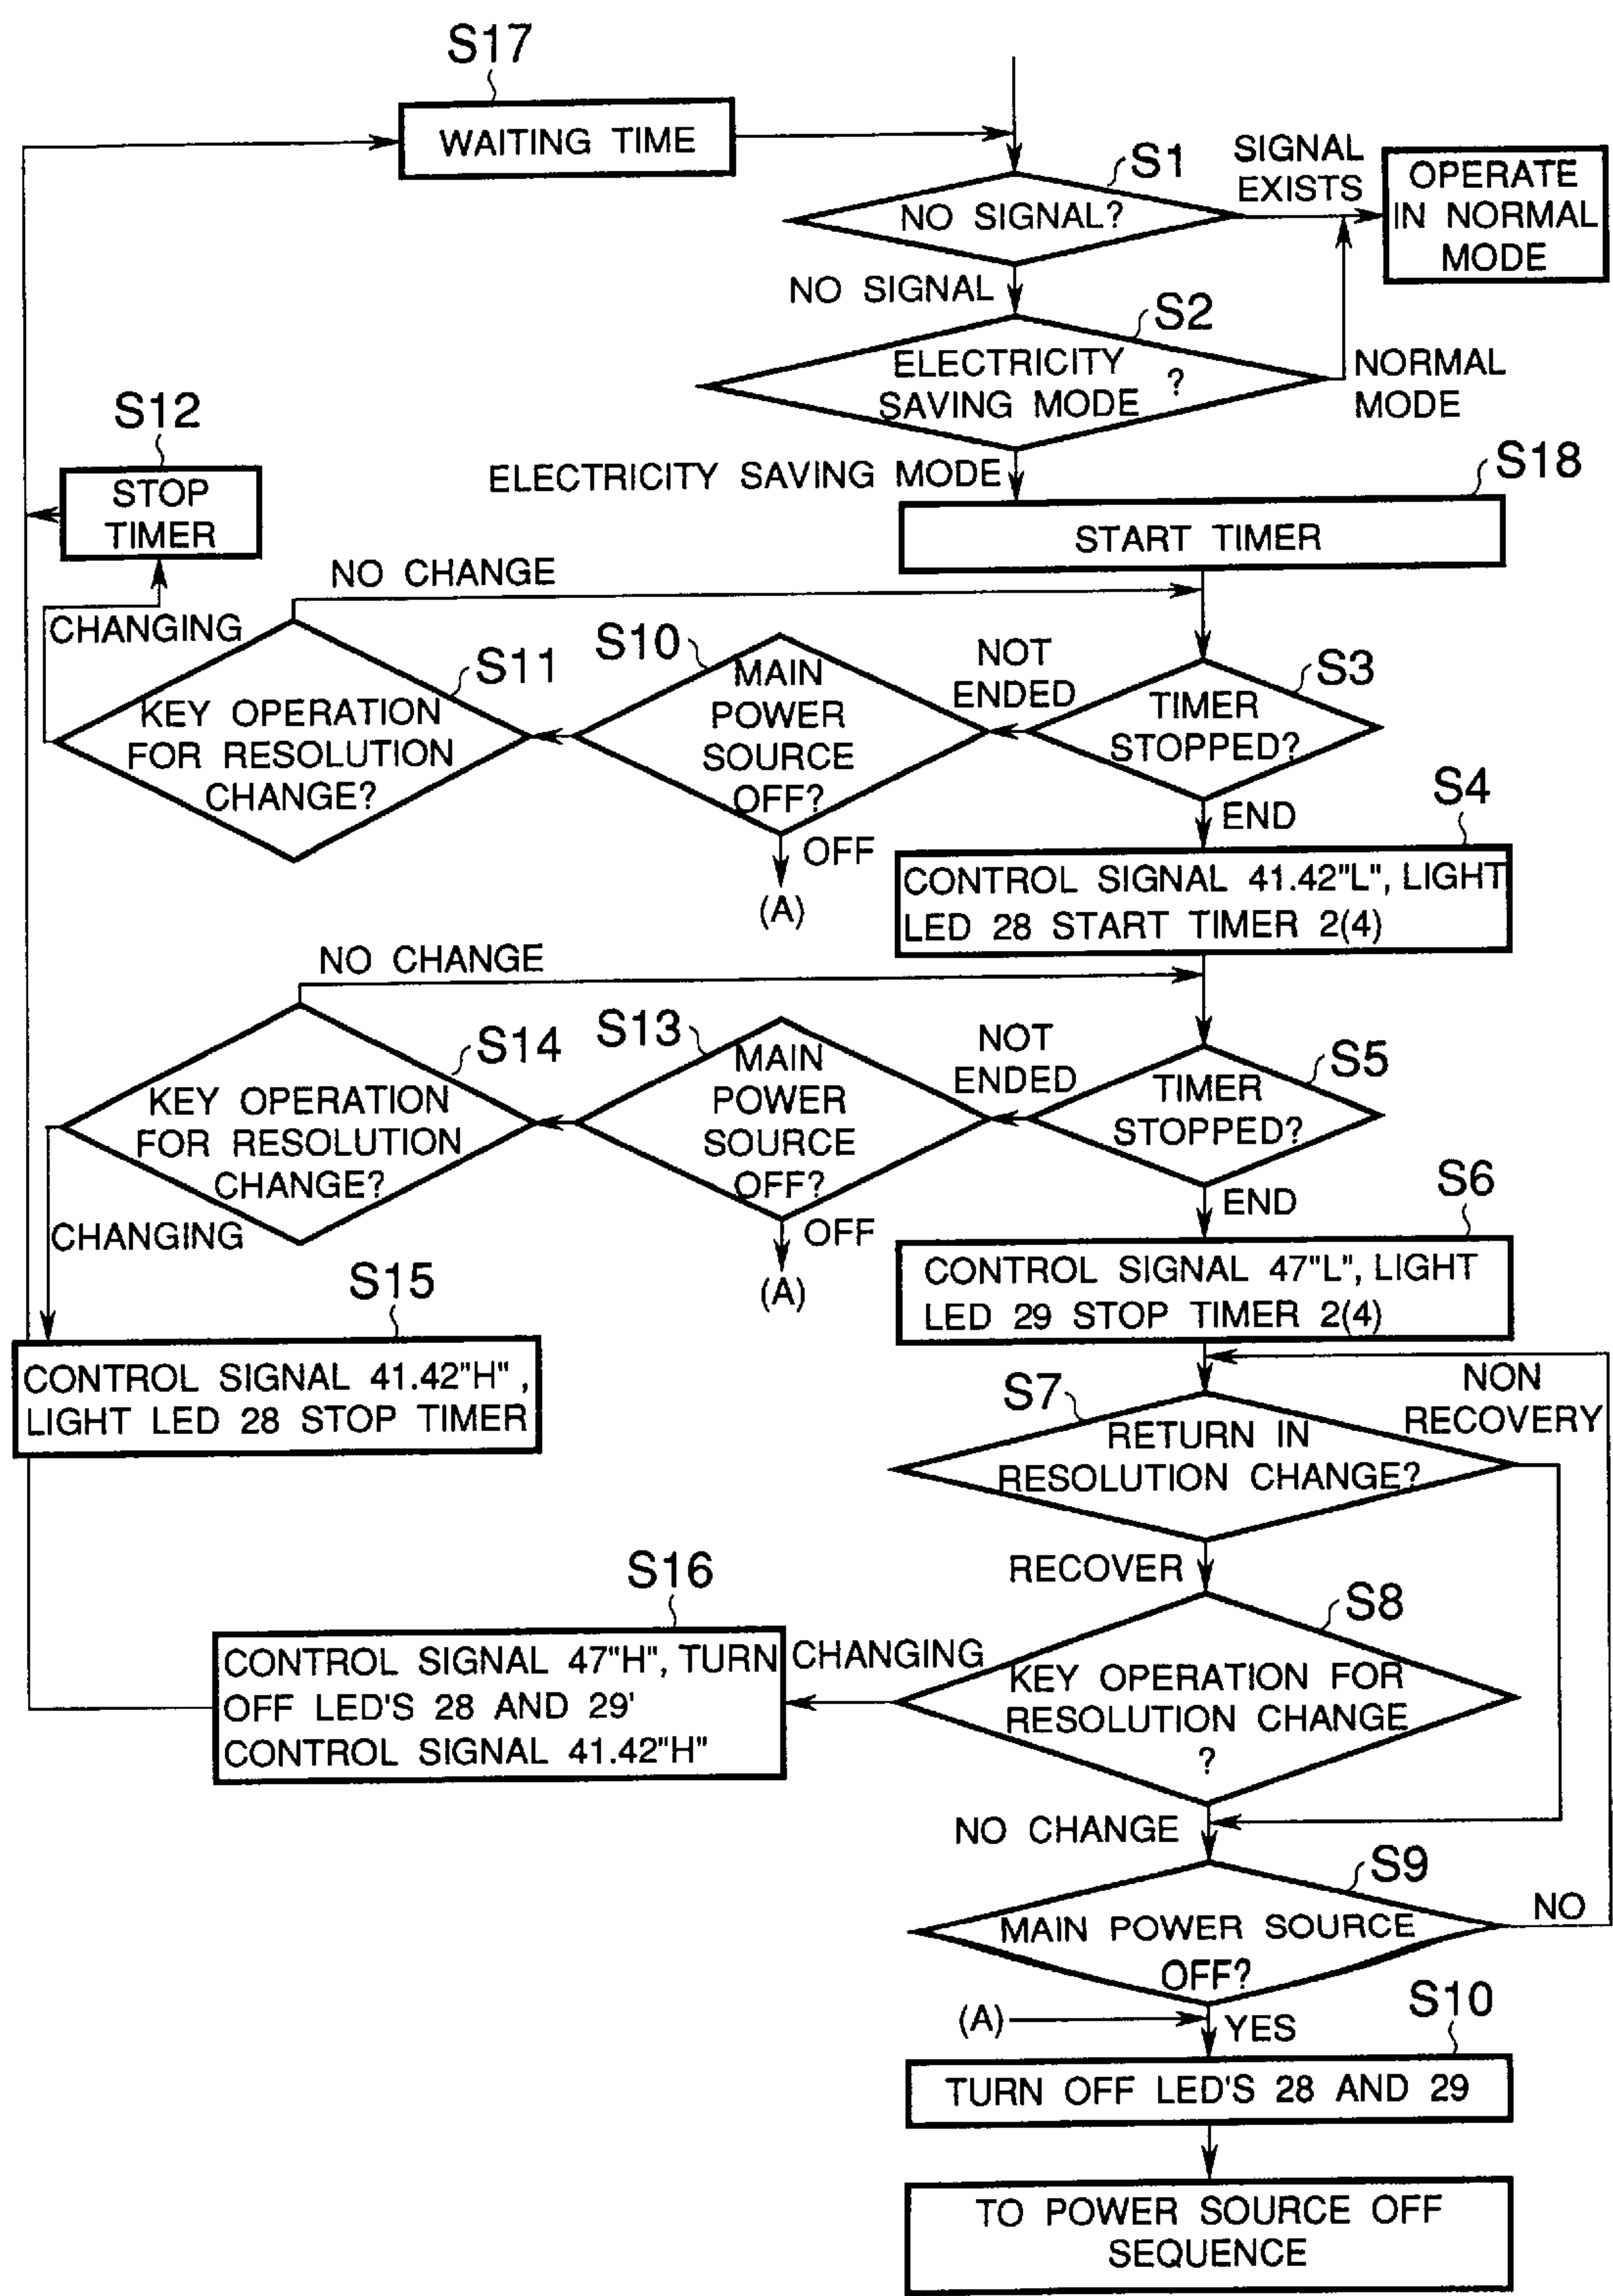 S17
WAITING TIME
S1
NO SIGNAL?
SIGNAL
EXISTS
OPERATE
IN NORMAL
MODE
NO SIGNAL
S2
ELECTRICITY
SAVING MODE ?
NORMAL
MODE
S12
STOP
TIMER
ELECTRICITY SAVING MODE
S18
START TIMER
NO CHANGE
CHANGING
S11
KEY OPERATION
FOR RESOLUTION
CHANGE?
S10
MAIN
POWER
SOURCE
OFF?
NOT
ENDED
S3
TIMER
STOPPED?
OFF
(A)
END
S4
CONTROL SIGNAL 41.42"L", LIGHT
LED 28 START TIMER 2(4)
NO CHANGE
S14
KEY OPERATION
FOR RESOLUTION
CHANGE?
S13
MAIN
POWER
SOURCE
OFF?
NOT
ENDED
S5
TIMER
STOPPED?
CHANGING
OFF
(A)
END
S6
CONTROL SIGNAL 47"L", LIGHT
LED 29 STOP TIMER 2(4)
S15
CONTROL SIGNAL 41.42"H" ,
LIGHT LED 28 STOP TIMER
S7
RETURN IN
RESOLUTION CHANGE?
NON
RECOVERY
RECOVER
S16
CONTROL SIGNAL 47"H", TURN
OFF LED'S 28 AND 29'
CONTROL SIGNAL 41.42"H"
CHANGING
S8
KEY OPERATION FOR
RESOLUTION CHANGE
?
NO CHANGE
S9
MAIN POWER SOURCE
OFF?
NO
(A)
YES
S10
TURN OFF LED'S 28 AND 29
TO POWER SOURCE OFF
SEQUENCE